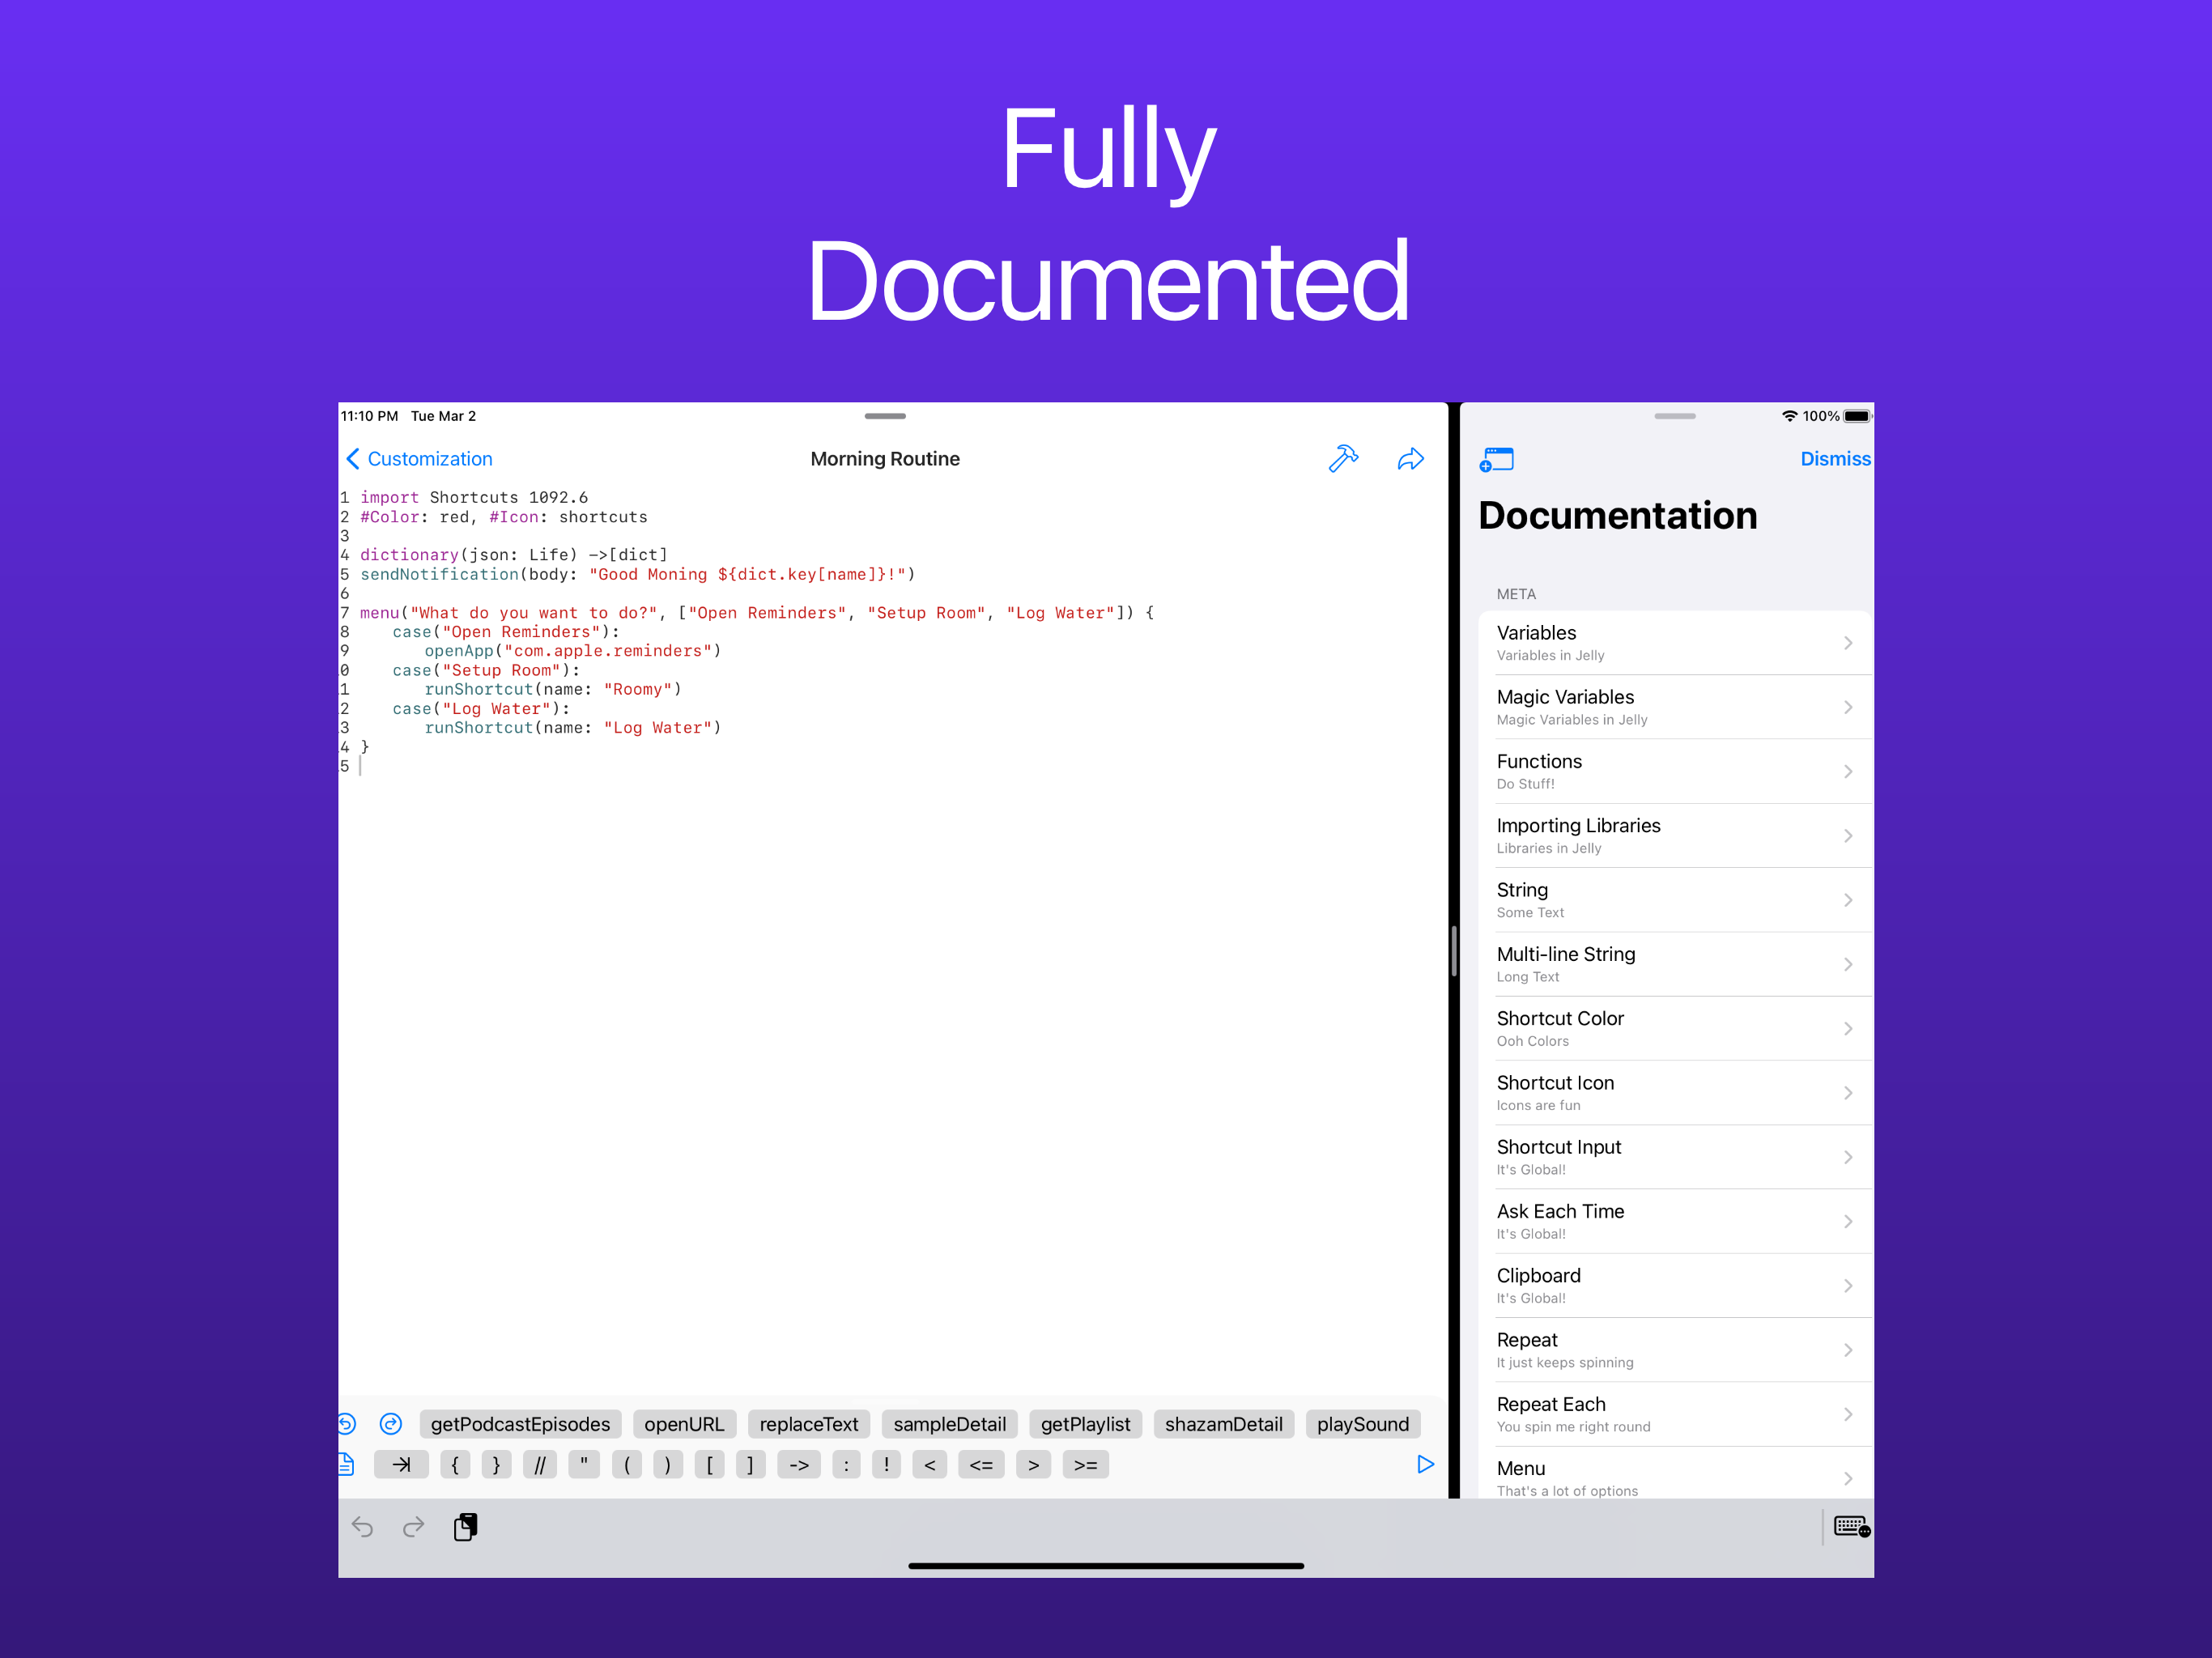 Fully
Documented
11:10 PM Tue Mar 2
100%
Customization
Morning Routine
Dismiss
Documentation
1 import Shortcuts 1092.6
2 #Color: red, #Icon: shortcuts
3
4 dictionary(json: Life) ->[dict]
5 sendNotification(body: "Good Moning ${dict.key[name]}!")
6
7 menu("What do you want to do?", ["Open Reminders", "Setup Room", "Log Water"]) {
8 case("Open Reminders"):
9 openApp("com.apple.reminders")
0 case("Setup Room"):
1 runShortcut(name: "Roomy")
2 case("Log Water"):
3 runShortcut(name: "Log Water")
4 }
5
META
Variables
Variables in Jelly
Magic Variables
Magic Variables in Jelly
Functions
Do Stuff!
Importing Libraries
Libraries in Jelly
String
Some Text
Multi-line String
Long Text
Shortcut Color
Ooh Colors
Shortcut Icon
Icons are fun
Shortcut Input
It's Global!
Ask Each Time
It's Global!
Clipboard
It's Global!
Repeat
It just keeps spinning
Repeat Each
You spin me right round
Menu
That's a lot of options
getPodcastEpisodes openURL replaceText sampleDetail getPlaylist shazamDetail playSound
{ } // " ( ) [ ] -> : ! < <= > >=